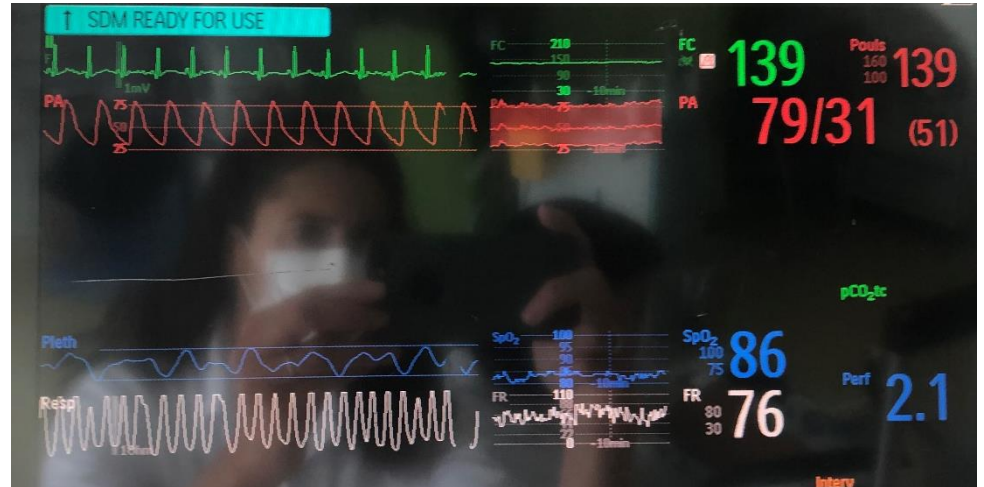 ↑ SDM READY FOR USE
FC
210
150
90
30
-10min
FC
139
Pouls
160
100
139
1mV
PA
75
50
25
75
25
PA
79/31
(51)
pCO₂tc
Pleth
SpO₂
100
95
90
80
SpO₂
100
75
86
Resp
FR
110
0
-10min
FR
80
30
76
Perf
2.1
Interv